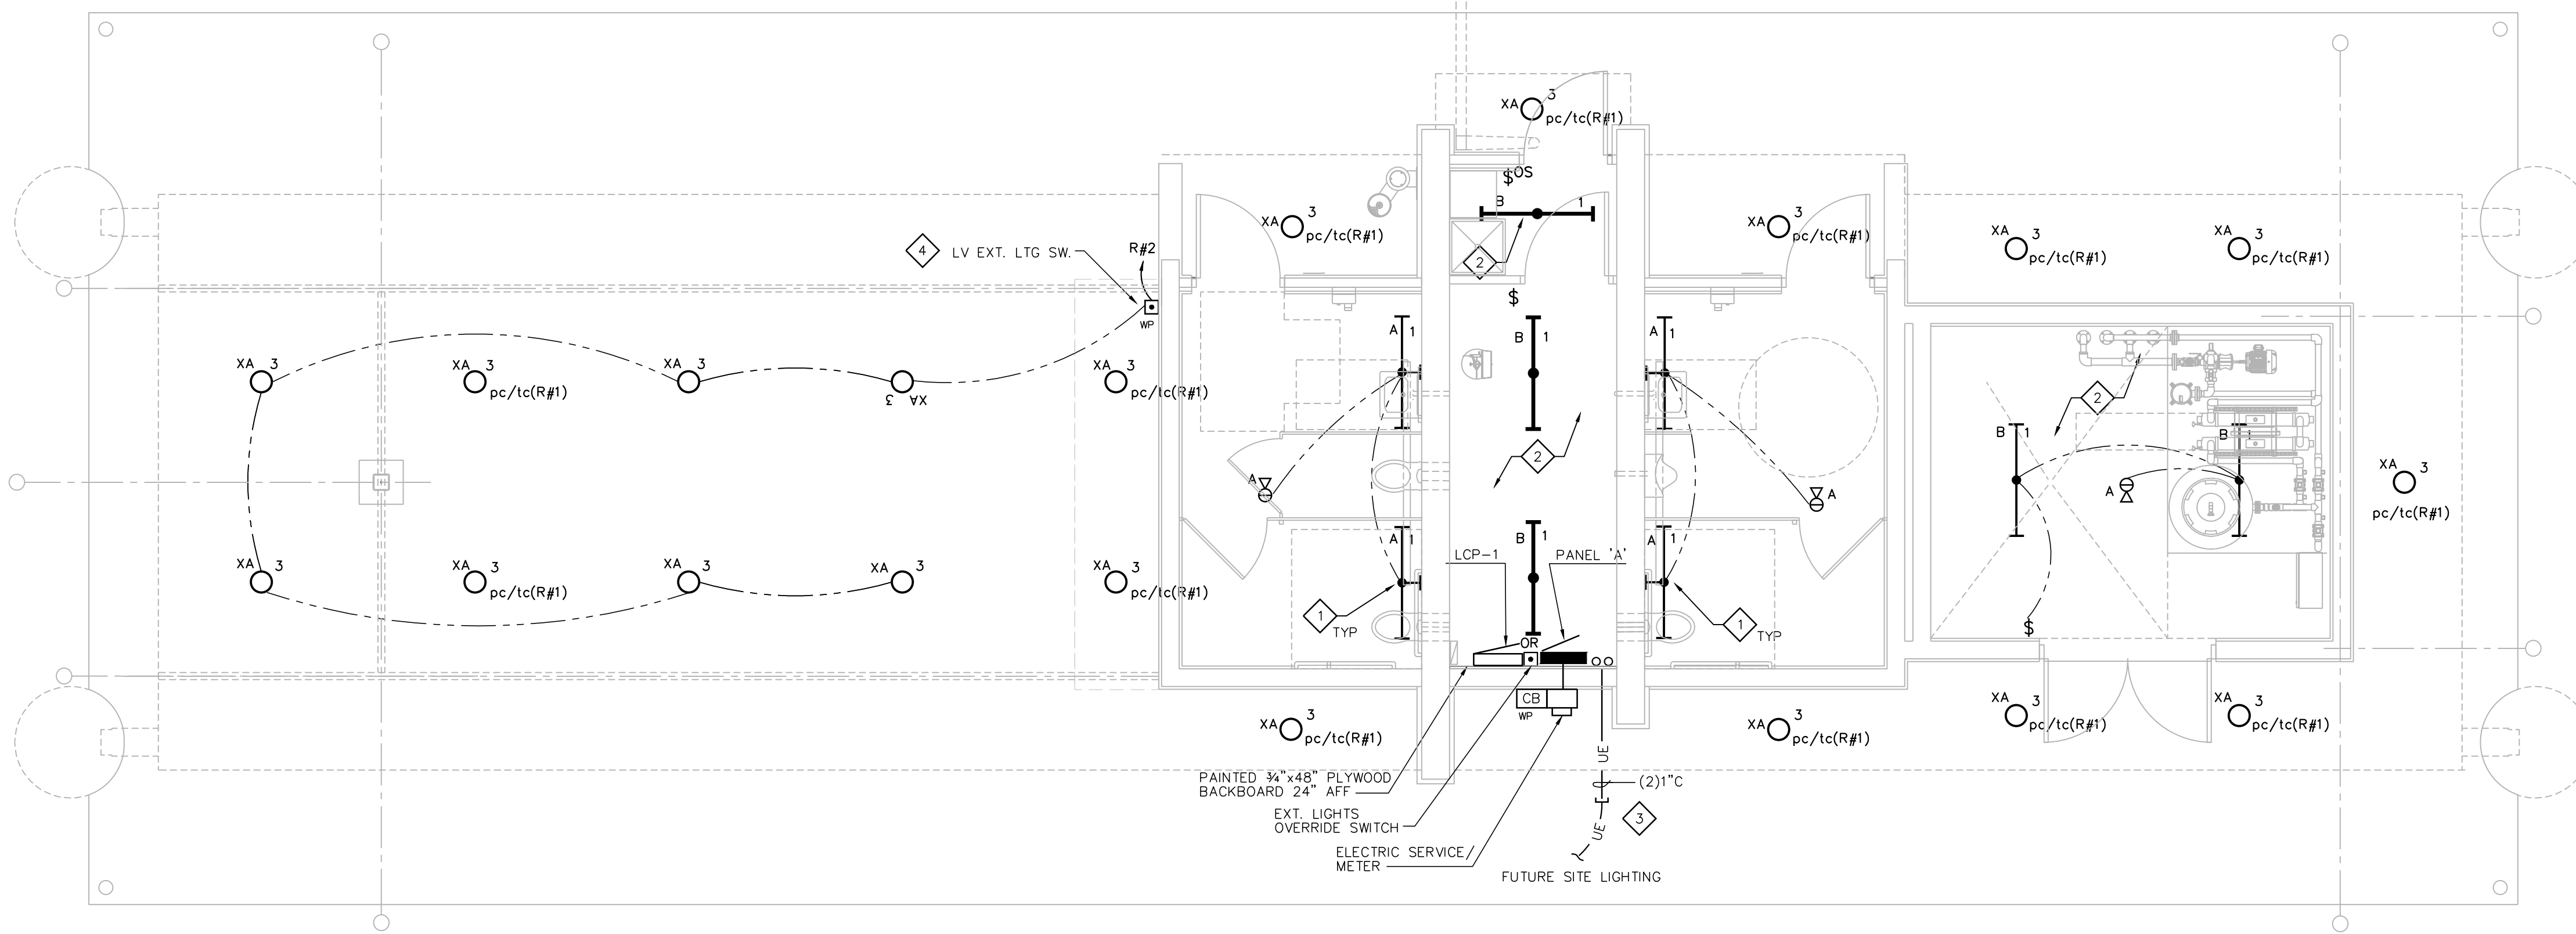 XA 3
pc/tc(R#1)
$OS
B 1
XA 3
pc/tc(R#1)
XA 3
pc/tc(R#1)
XA 3
pc/tc(R#1)
XA 3
pc/tc(R#1)
4 LV EXT. LTG SW.
R#2
WP
2
$
XA 3
XA 3
pc/tc(R#1)
XA 3
XA 3
XA 3
pc/tc(R#1)
A 1
B 1
A 1
2
2
B 1
B 1
A
A
A
XA 3
pc/tc(R#1)
XA 3
XA 3
pc/tc(R#1)
XA 3
XA 3
XA 3
pc/tc(R#1)
A 1
B 1
A 1
LCP-1
PANEL 'A'
1
TYP
1
TYP
$
OR
CB
WP
XA 3
pc/tc(R#1)
XA 3
pc/tc(R#1)
XA 3
pc/tc(R#1)
XA 3
pc/tc(R#1)
UE
PAINTED ¾"x48" PLYWOOD
BACKBOARD 24" AFF
(2)1"C
EXT. LIGHTS
OVERRIDE SWITCH
3
UE
ELECTRIC SERVICE/
METER
FUTURE SITE LIGHTING